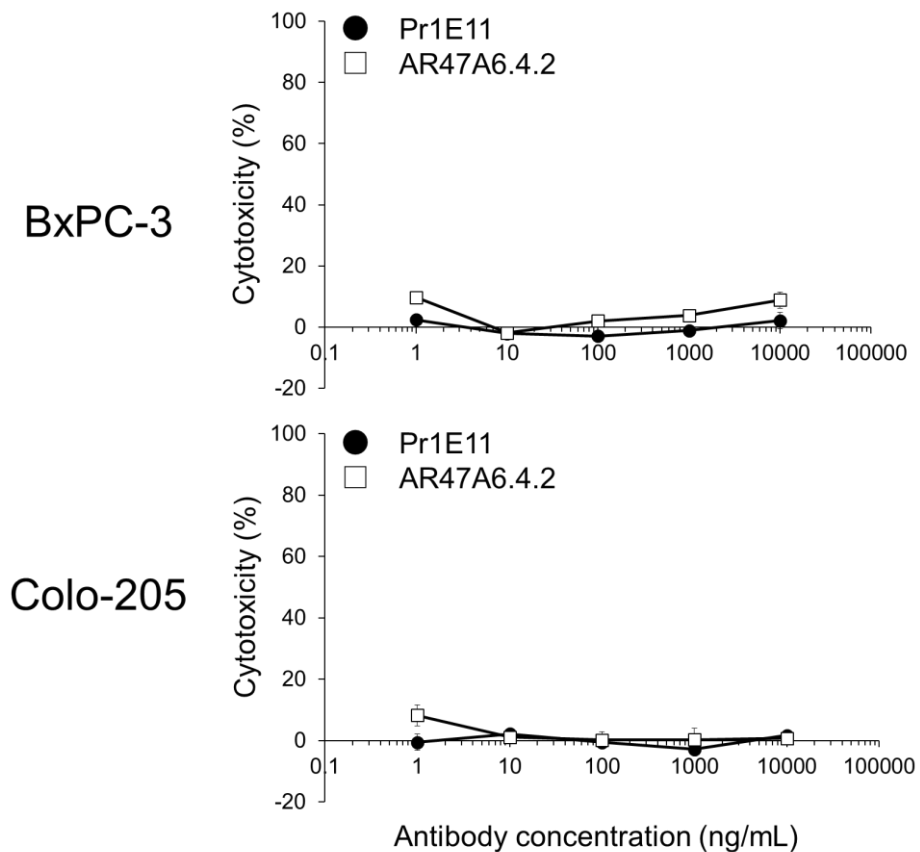 100
80
60
40
20
0
-20
Cytotoxicity (%)
Pr1E11
AR47A6.4.2
BxPC-3
0.1 1 10 100 1000 10000 100000
100
80
60
40
20
0
-20
Cytotoxicity (%)
Pr1E11
AR47A6.4.2
Colo-205
0.1 1 10 100 1000 10000 100000
Antibody concentration (ng/mL)